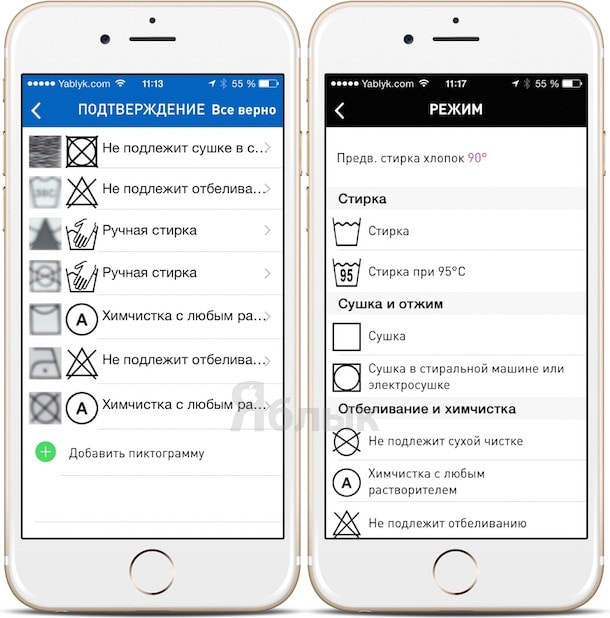 Yablyk.com 11:13 55 %
ПОДТВЕРЖДЕНИЕ Все верно
Не подлежит сушке в с...
Не подлежит отбелива...
Ручная стирка
Ручная стирка
A Химчистка с любым ра...
Не подлежит отбелива...
A Химчистка с любым ра...
Добавить пиктограмму
Yablyk.com 11:17 55 %
РЕЖИМ
Предв. стирка хлопок 90°
Стирка
Стирка
95 Стирка при 95°C
Сушка и отжим
Сушка
Сушка в стиральной машине или
электросушке
Отбеливание и химчистка
Не подлежит сухой чистке
A Химчистка с любым
растворителем
Не подлежит отбеливанию
Яблык